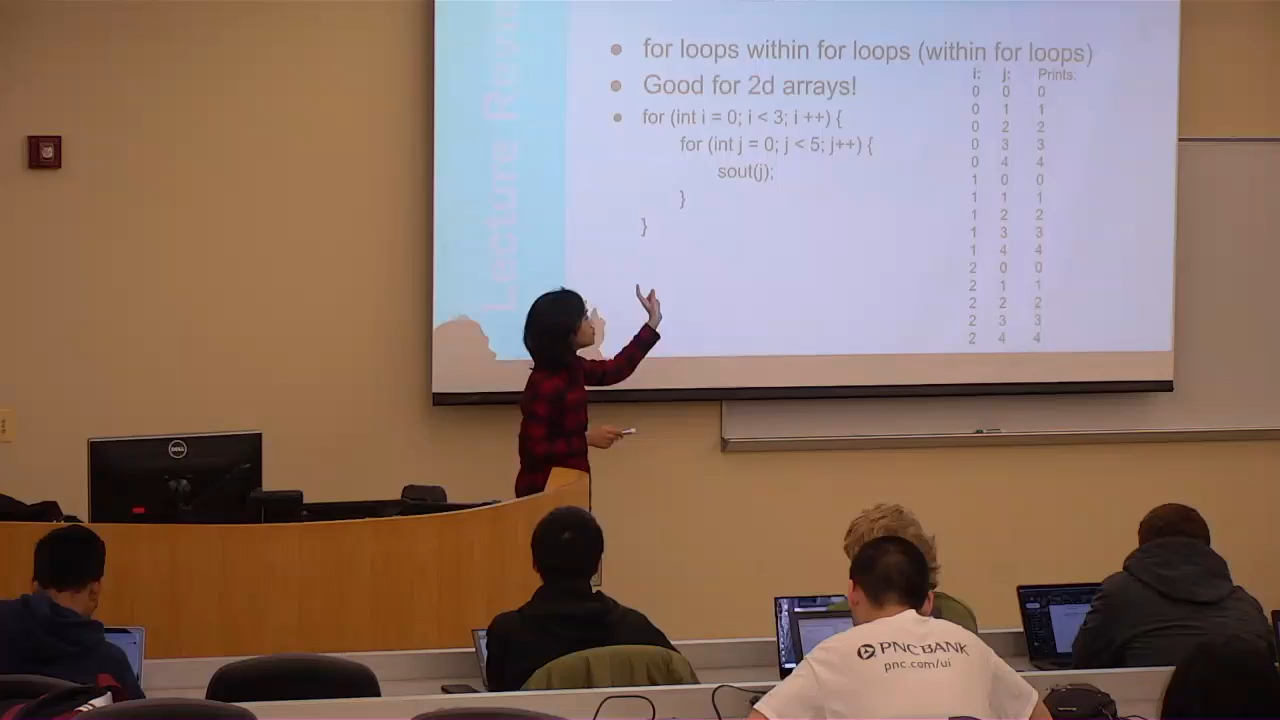 Lecture Rev
for loops within for loops (within for loops)
Good for 2d arrays!
for (int i = 0; i < 3; i ++) {
for (int j = 0; j < 5; j++) {
sout(j);
}
}
i: j: Prints:
0 0 0
0 1 1
0 2 2
0 3 3
0 4 4
1 0 0
1 1 1
1 2 2
1 3 3
1 4 4
2 0 0
2 1 1
2 2 2
2 3 3
2 4 4
DELL
PNCBANK
pnc.com/ui